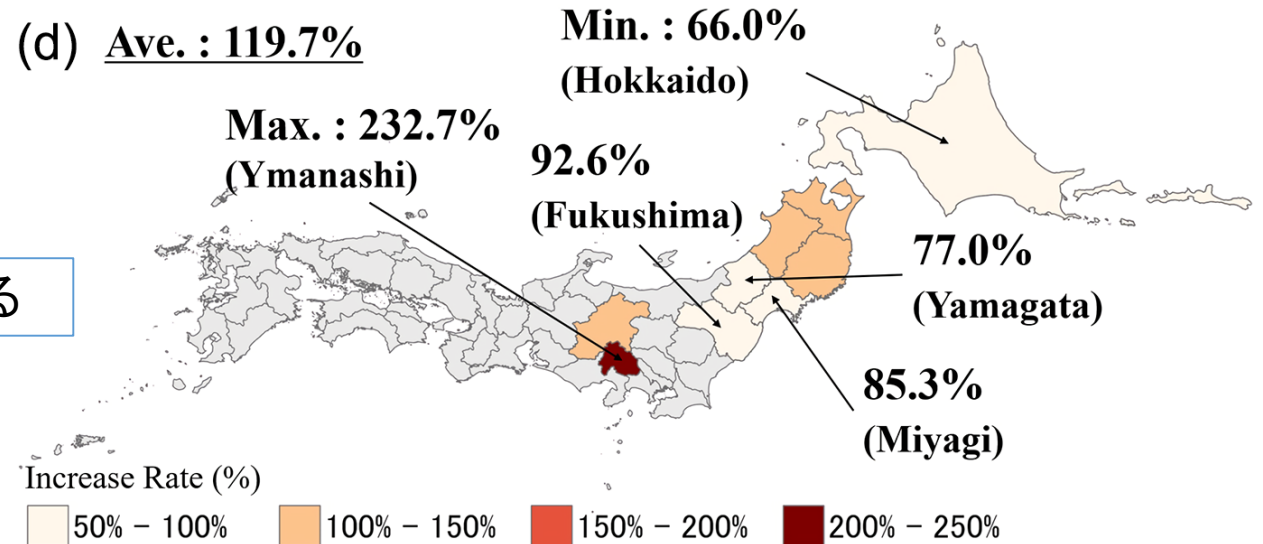 (d) Ave. : 119.7%
Min. : 66.0%
(Hokkaido)
Max. : 232.7%
(Ymanashi)
92.6%
(Fukushima)
77.0%
(Yamagata)
85.3%
(Miyagi)
る
Increase Rate (%)
50% - 100% 100% - 150% 150% - 200% 200% - 250%